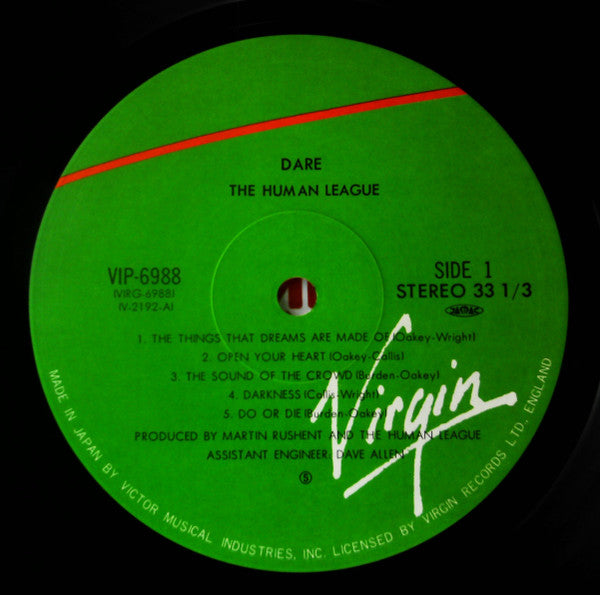 DARE
THE HUMAN LEAGUE
VIP-6988
(VIRG-6988)
IV-2192-A)
SIDE 1
STEREO 33 1/3
JASRAC
1. THE THINGS THAT DREAMS ARE MADE OF(Oakey-Wright)
2. OPEN YOUR HEART (Oakey-Callis)
3. THE SOUND OF THE CROWD (Burden-Oakey)
4. DARKNESS (Callis-Wright)
5. DO OR DIE (Burden-Oakey)
PRODUCED BY MARTIN RUSHENT AND THE HUMAN LEAGUE
ASSISTANT ENGINEER: DAVE ALLEN
Ⓢ
Virgin
MADE IN JAPAN BY VICTOR MUSICAL INDUSTRIES, INC. LICENSED BY VIRGIN RECORDS LTD. ENGLAND